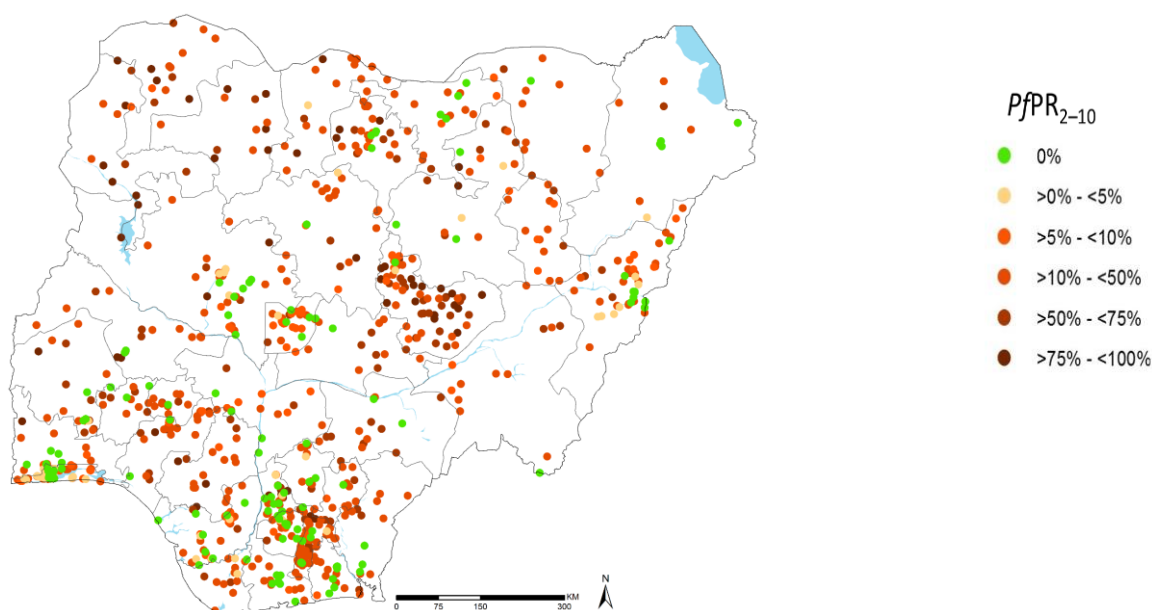 PfPR2–10
0%
>0% - <5%
>5% - <10%
>10% - <50%
>50% - <75%
>75% - <100%
N
KM
0 75 150 300